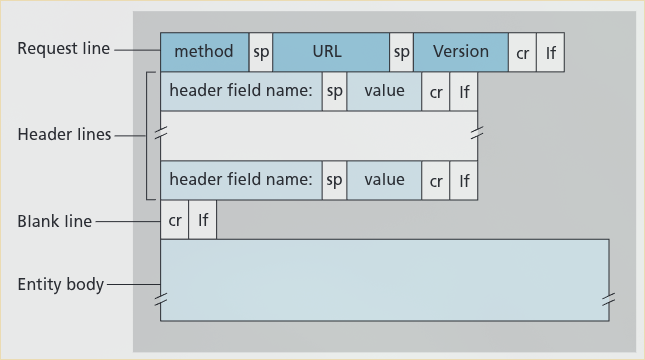 Request line method sp URL sp Version cr lf
header field name: sp value cr lf
Header lines
header field name: sp value cr lf
Blank line cr lf
Entity body